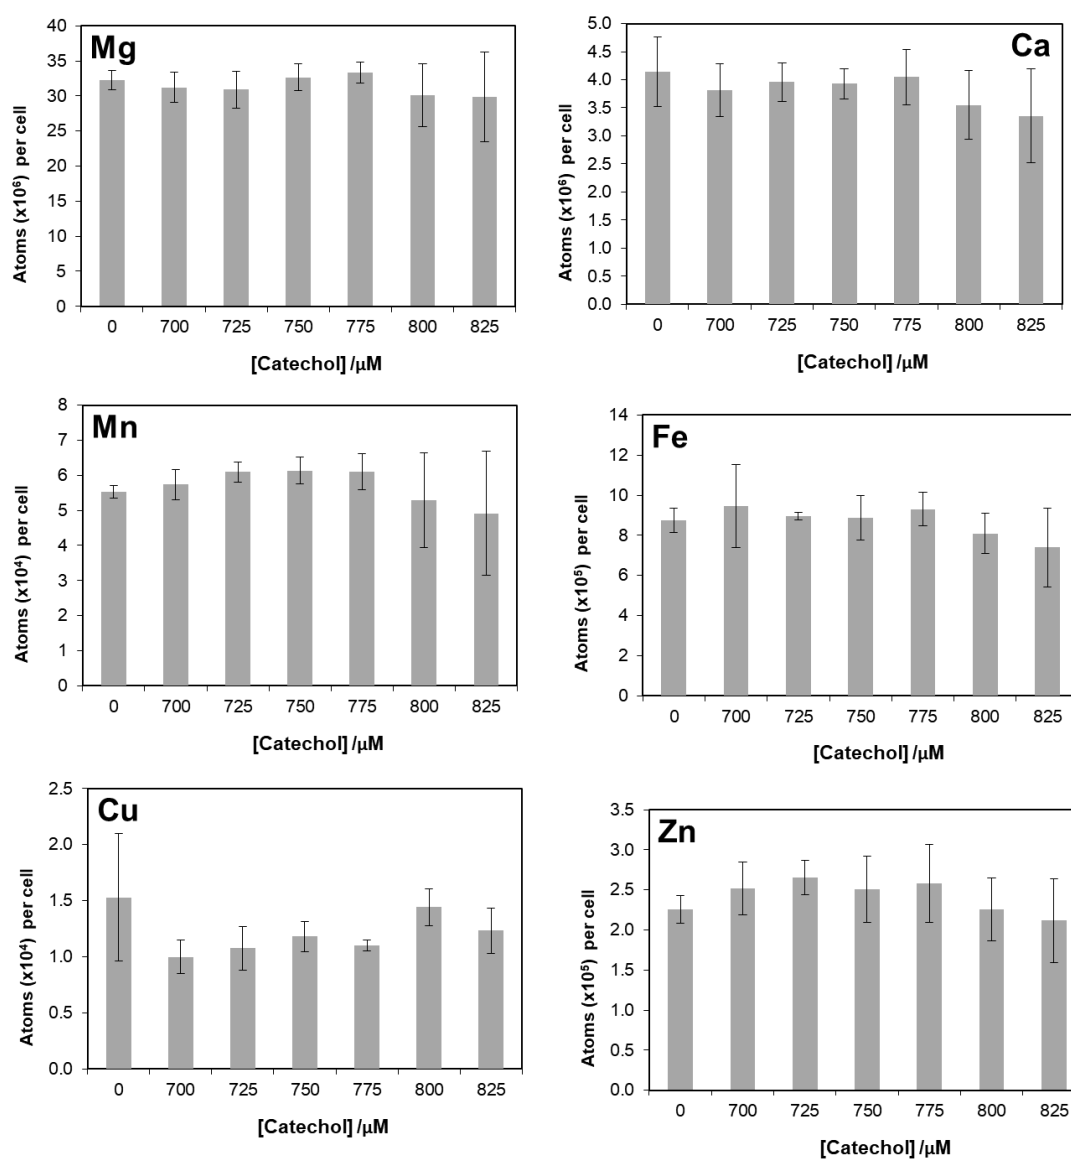 Mg
Atoms (x10⁶) per cell
40
35
30
25
20
15
10
5
0
0 700 725 750 775 800 825
[Catechol] /µM
Ca
Atoms (x10⁶) per cell
5.0
4.5
4.0
3.5
3.0
2.5
2.0
1.5
1.0
0.5
0.0
0 700 725 750 775 800 825
[Catechol] /µM
Mn
Atoms (x10⁴) per cell
8
7
6
5
4
3
2
1
0
0 700 725 750 775 800 825
[Catechol] /µM
Fe
Atoms (x10⁵) per cell
14
12
10
8
6
4
2
0
0 700 725 750 775 800 825
[Catechol] /µM
Cu
Atoms (x10⁴) per cell
2.5
2.0
1.5
1.0
0.5
0.0
0 700 725 750 775 800 825
[Catechol] /µM
Zn
Atoms (x10⁵) per cell
3.5
3.0
2.5
2.0
1.5
1.0
0.5
0.0
0 700 725 750 775 800 825
[Catechol] /µM